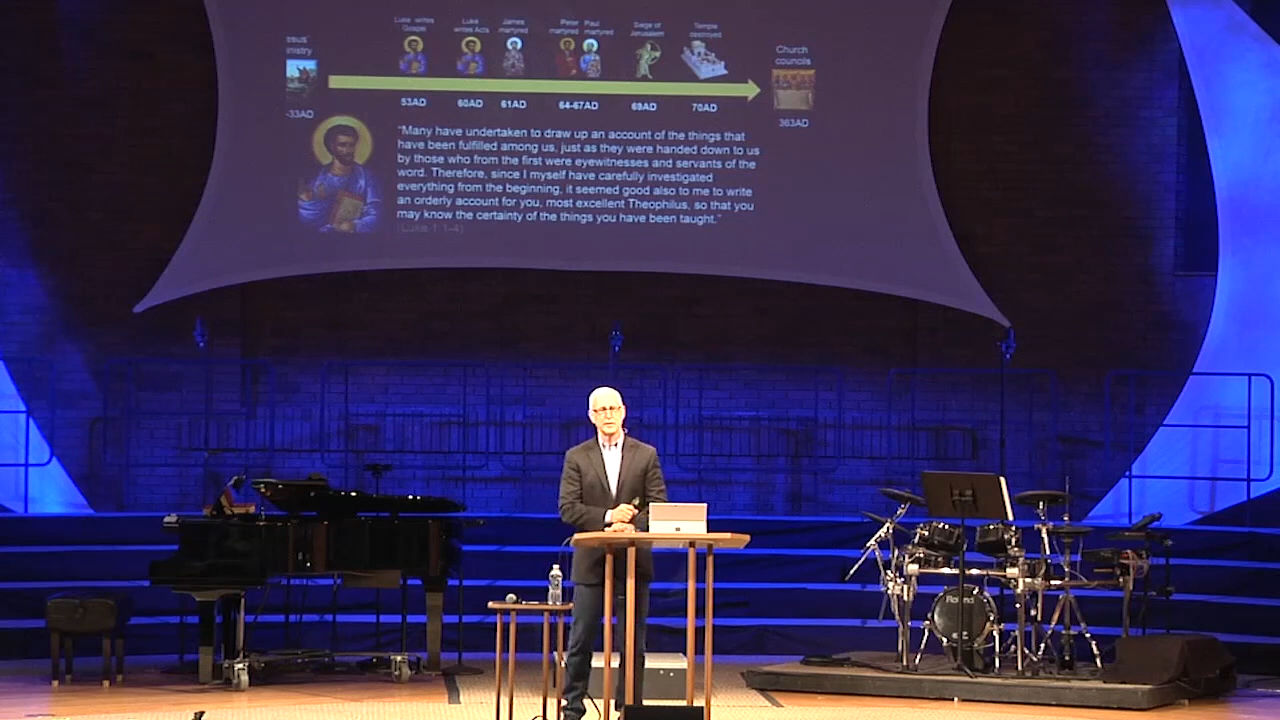 Luke writes Gospel
Luke writes Acts
James martyred
Peter martyred
Paul martyred
Siege of Jerusalem
Temple destroyed
esus'
inistry
Church
councils
-33AD
53AD
60AD
61AD
64-67AD
69AD
70AD
363AD
"Many have undertaken to draw up an account of the things that
have been fulfilled among us, just as they were handed down to us
by those who from the first were eyewitnesses and servants of the
word. Therefore, since I myself have carefully investigated
everything from the beginning, it seemed good also to me to write
an orderly account for you, most excellent Theophilus, so that you
may know the certainty of the things you have been taught."
(Luke 1:1-4)
Roland